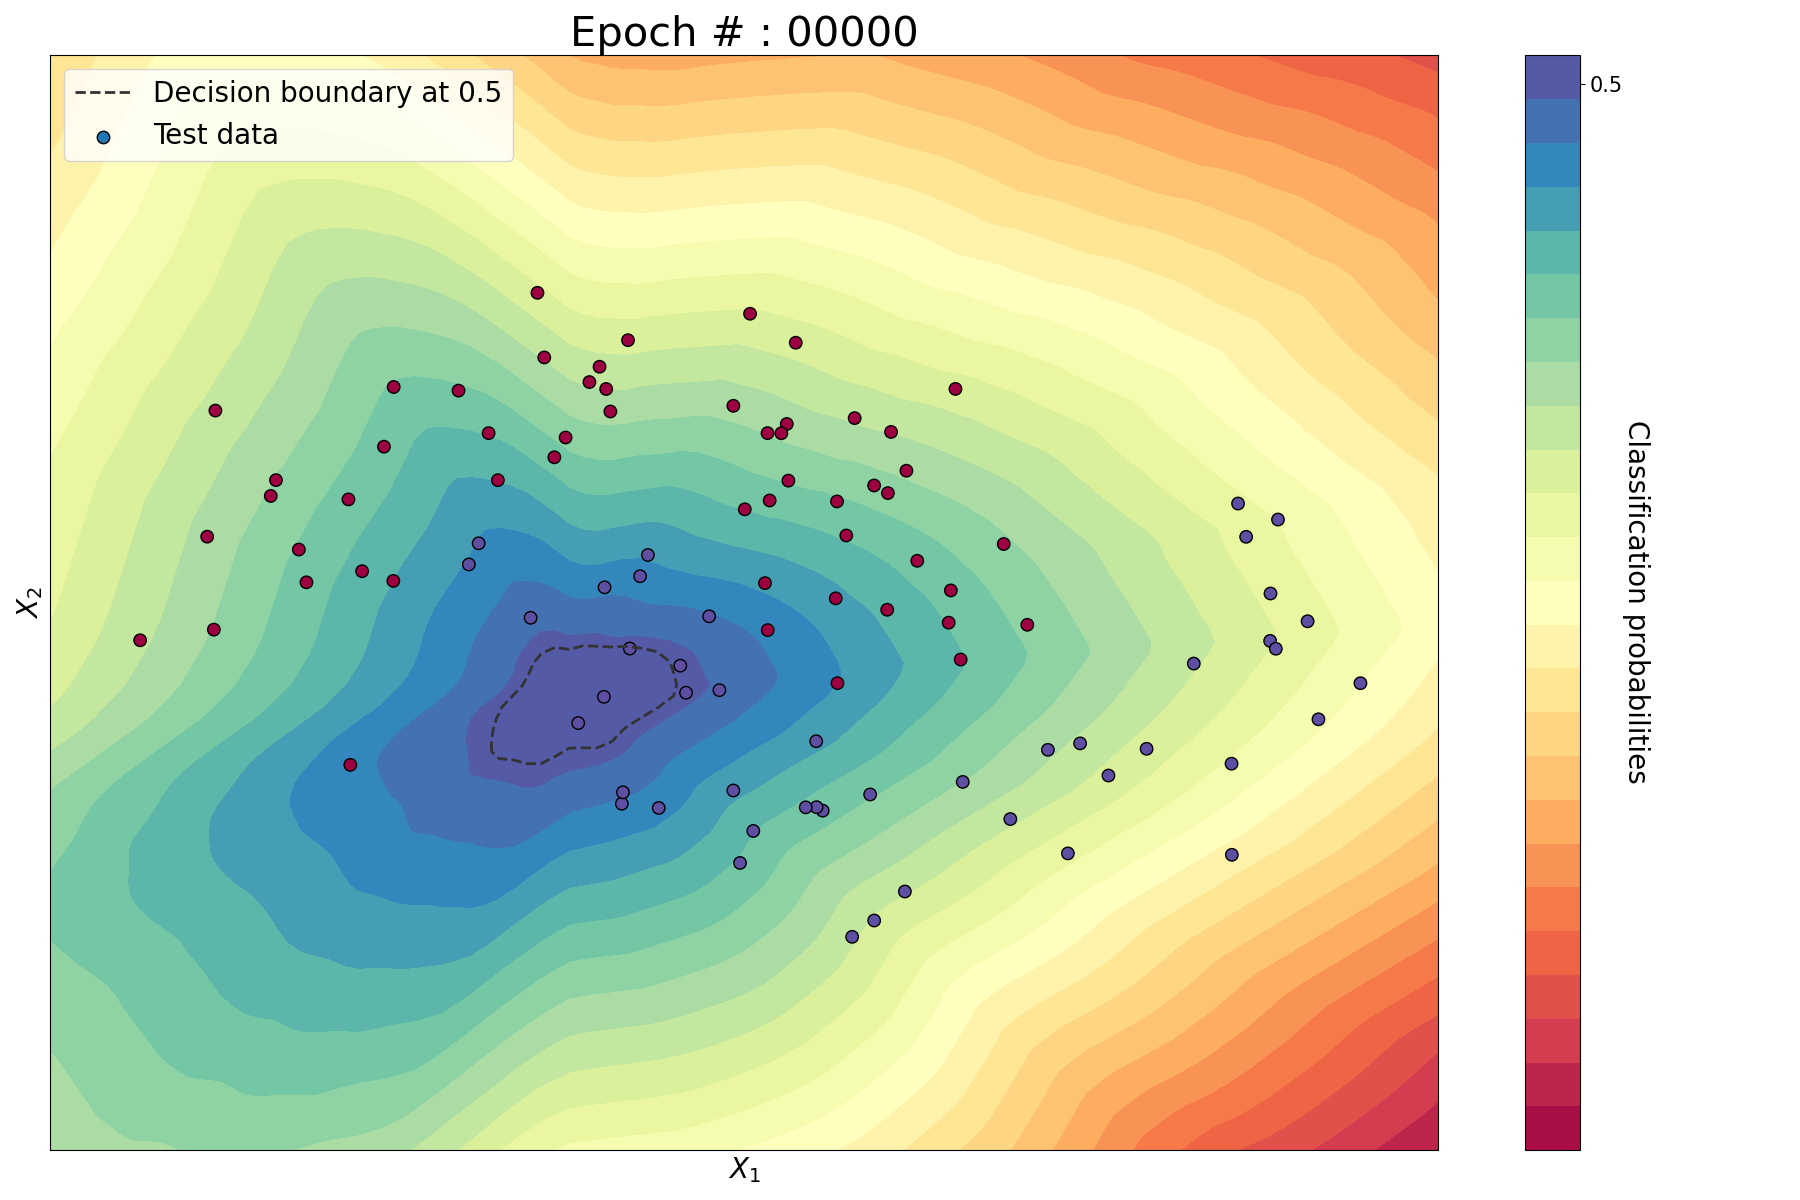 Epoch # : 00000
Decision boundary at 0.5
Test data
0.5
Classification probabilities
X₂
X₁